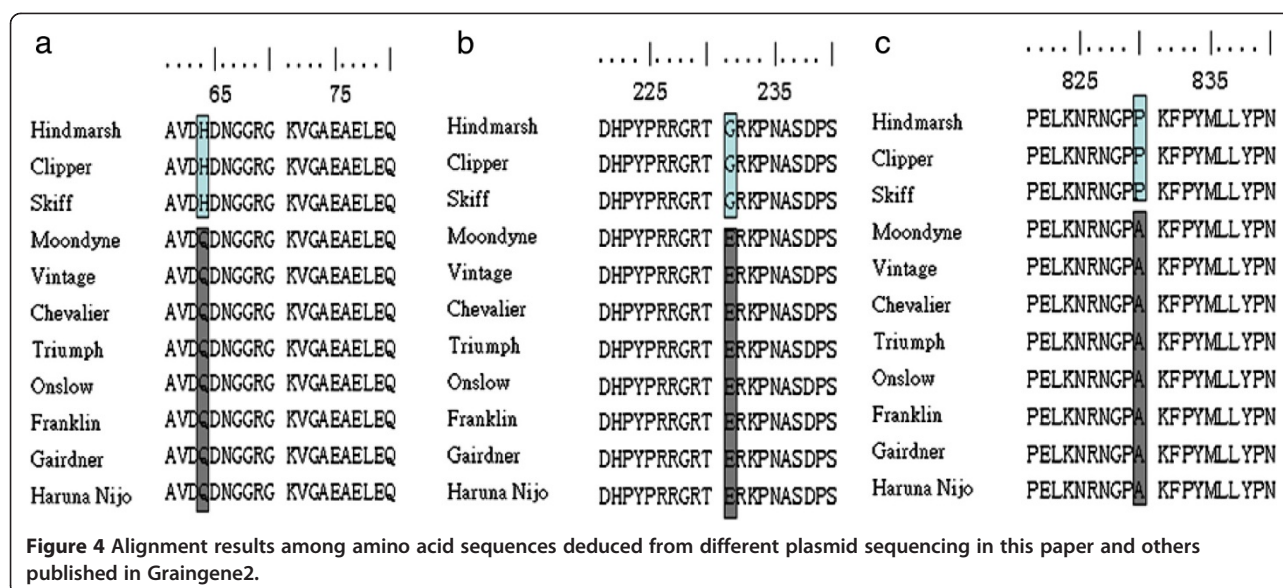 a
.... | .... | .... | .... |
65 75
Hindmarsh AVDHDNGGRG KVGAEAELEQ
Clipper AVDHDNGGRG KVGAEAELEQ
Skiff AVDHDNGGRG KVGAEAELEQ
Moondyne AVDQDNGGRG KVGAEAELEQ
Vintage AVDQDNGGRG KVGAEAELEQ
Chevalier AVDQDNGGRG KVGAEAELEQ
Triumph AVDQDNGGRG KVGAEAELEQ
Onslow AVDQDNGGRG KVGAEAELEQ
Franklin AVDQDNGGRG KVGAEAELEQ
Gairdner AVDQDNGGRG KVGAEAELEQ
Haruna Nijo AVDQDNGGRG KVGAEAELEQ
b
.... | .... | .... | .... |
225 235
Hindmarsh DHPYPRRGRT GRKPNASDPS
Clipper DHPYPRRGRT GRKPNASDPS
Skiff DHPYPRRGRT GRKPNASDPS
Moondyne DHPYPRRGRT ERKPNASDPS
Vintage DHPYPRRGRT ERKPNASDPS
Chevalier DHPYPRRGRT ERKPNASDPS
Triumph DHPYPRRGRT ERKPNASDPS
Onslow DHPYPRRGRT ERKPNASDPS
Franklin DHPYPRRGRT ERKPNASDPS
Gairdner DHPYPRRGRT ERKPNASDPS
Haruna Nijo DHPYPRRGRT ERKPNASDPS
c
.... | .... | .... | .... |
825 835
Hindmarsh PELKNRNGPP KFPYMLLYPN
Clipper PELKNRNGPP KFPYMLLYPN
Skiff PELKNRNGPP KFPYMLLYPN
Moondyne PELKNRNGPA KFPYMLLYPN
Vintage PELKNRNGPA KFPYMLLYPN
Chevalier PELKNRNGPA KFPYMLLYPN
Triumph PELKNRNGPA KFPYMLLYPN
Onslow PELKNRNGPA KFPYMLLYPN
Franklin PELKNRNGPA KFPYMLLYPN
Gairdner PELKNRNGPA KFPYMLLYPN
Haruna Nijo PELKNRNGPA KFPYMLLYPN
Figure 4 Alignment results among amino acid sequences deduced from different plasmid sequencing in this paper and others
published in Graingene2.